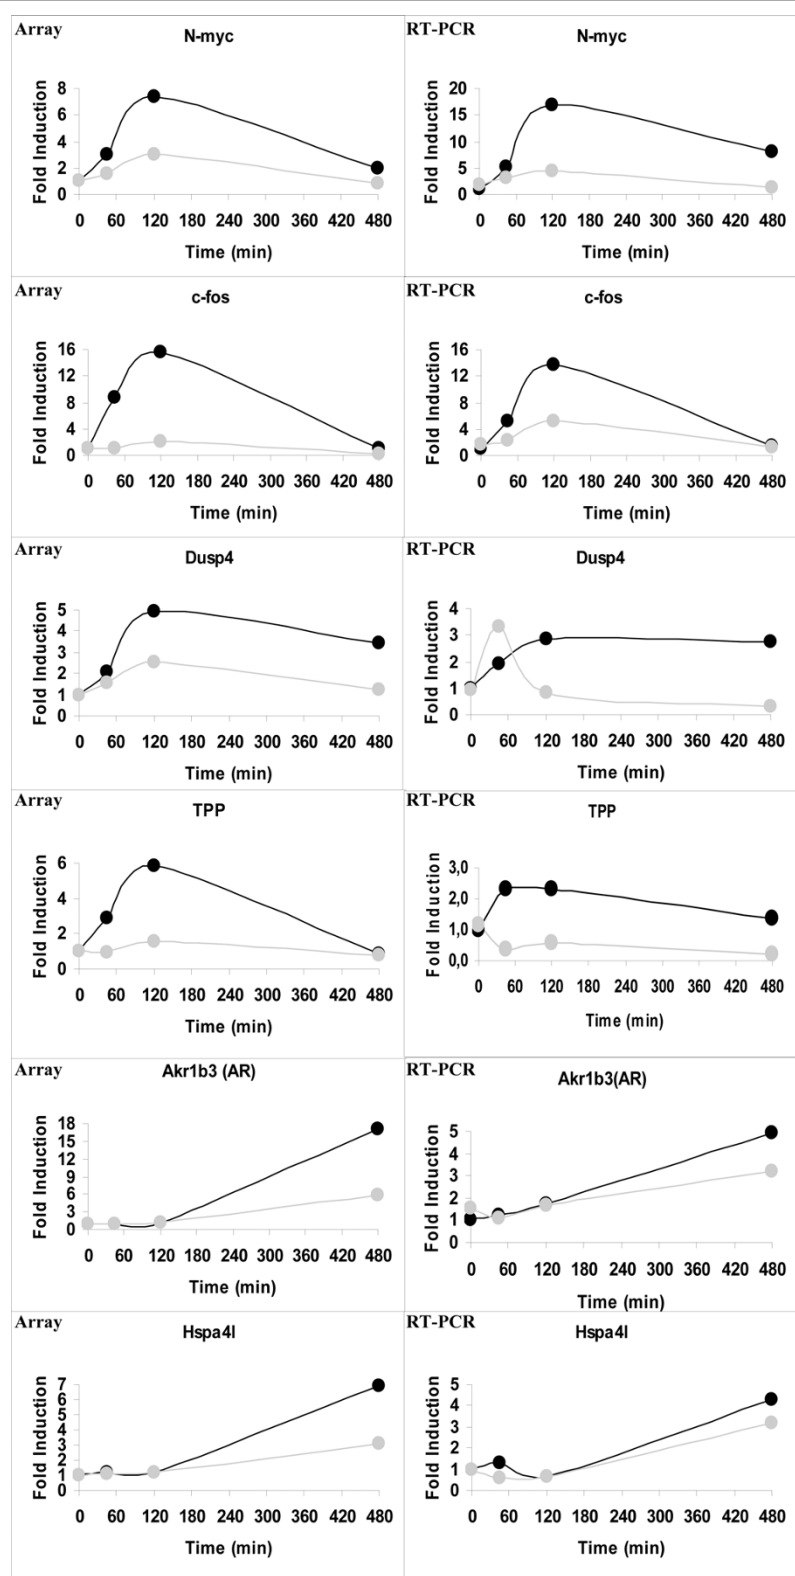 Array
N-myc
8
6
4
2
0
Fold Induction
0 60 120 180 240 300 360 420 480
Time (min)
RT-PCR
N-myc
20
15
10
5
0
Fold Induction
0 60 120 180 240 300 360 420 480
Time (min)
Array
c-fos
16
12
8
4
0
Fold Induction
0 60 120 180 240 300 360 420 480
Time (min)
RT-PCR
c-fos
16
12
8
4
0
Fold Induction
0 60 120 180 240 300 360 420 480
Time (min)
Array
Dusp4
5
4
3
2
1
0
Fold Induction
0 60 120 180 240 300 360 420 480
Time (min)
RT-PCR
Dusp4
4
3
2
1
0
Fold Induction
0 60 120 180 240 300 360 420 480
Time (min)
Array
TPP
6
4
2
0
Fold Induction
0 60 120 180 240 300 360 420 480
Time (min)
RT-PCR
TPP
3,0
2,0
1,0
0,0
Fold Induction
0 60 120 180 240 300 360 420 480
Time (min)
Array
Akr1b3 (AR)
18
15
12
9
6
3
0
Fold Induction
0 60 120 180 240 300 360 420 480
Time (min)
RT-PCR
Akr1b3(AR)
5
4
3
2
1
0
Fold Induction
0 60 120 180 240 300 360 420 480
Time (min)
Array
Hspa4l
7
6
5
4
3
2
1
0
Fold Induction
0 60 120 180 240 300 360 420 480
Time (min)
RT-PCR
Hspa4l
5
4
3
2
1
0
Fold Induction
0 60 120 180 240 300 360 420 480
Time (min)